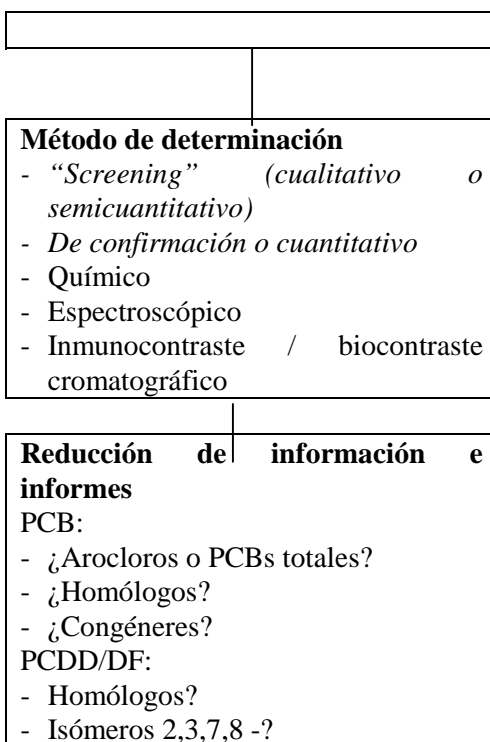 Método de determinación
- “Screening” (cualitativo o
semicuantitativo)
- De confirmación o cuantitativo
- Químico
- Espectroscópico
- Inmunocontraste / biocontraste
cromatográfico
Reducción de información e
informes
PCB:
- ¿Arocloros o PCBs totales?
- ¿Homólogos?
- ¿Congéneres?
PCDD/DF:
- Homólogos?
- Isómeros 2,3,7,8 -?